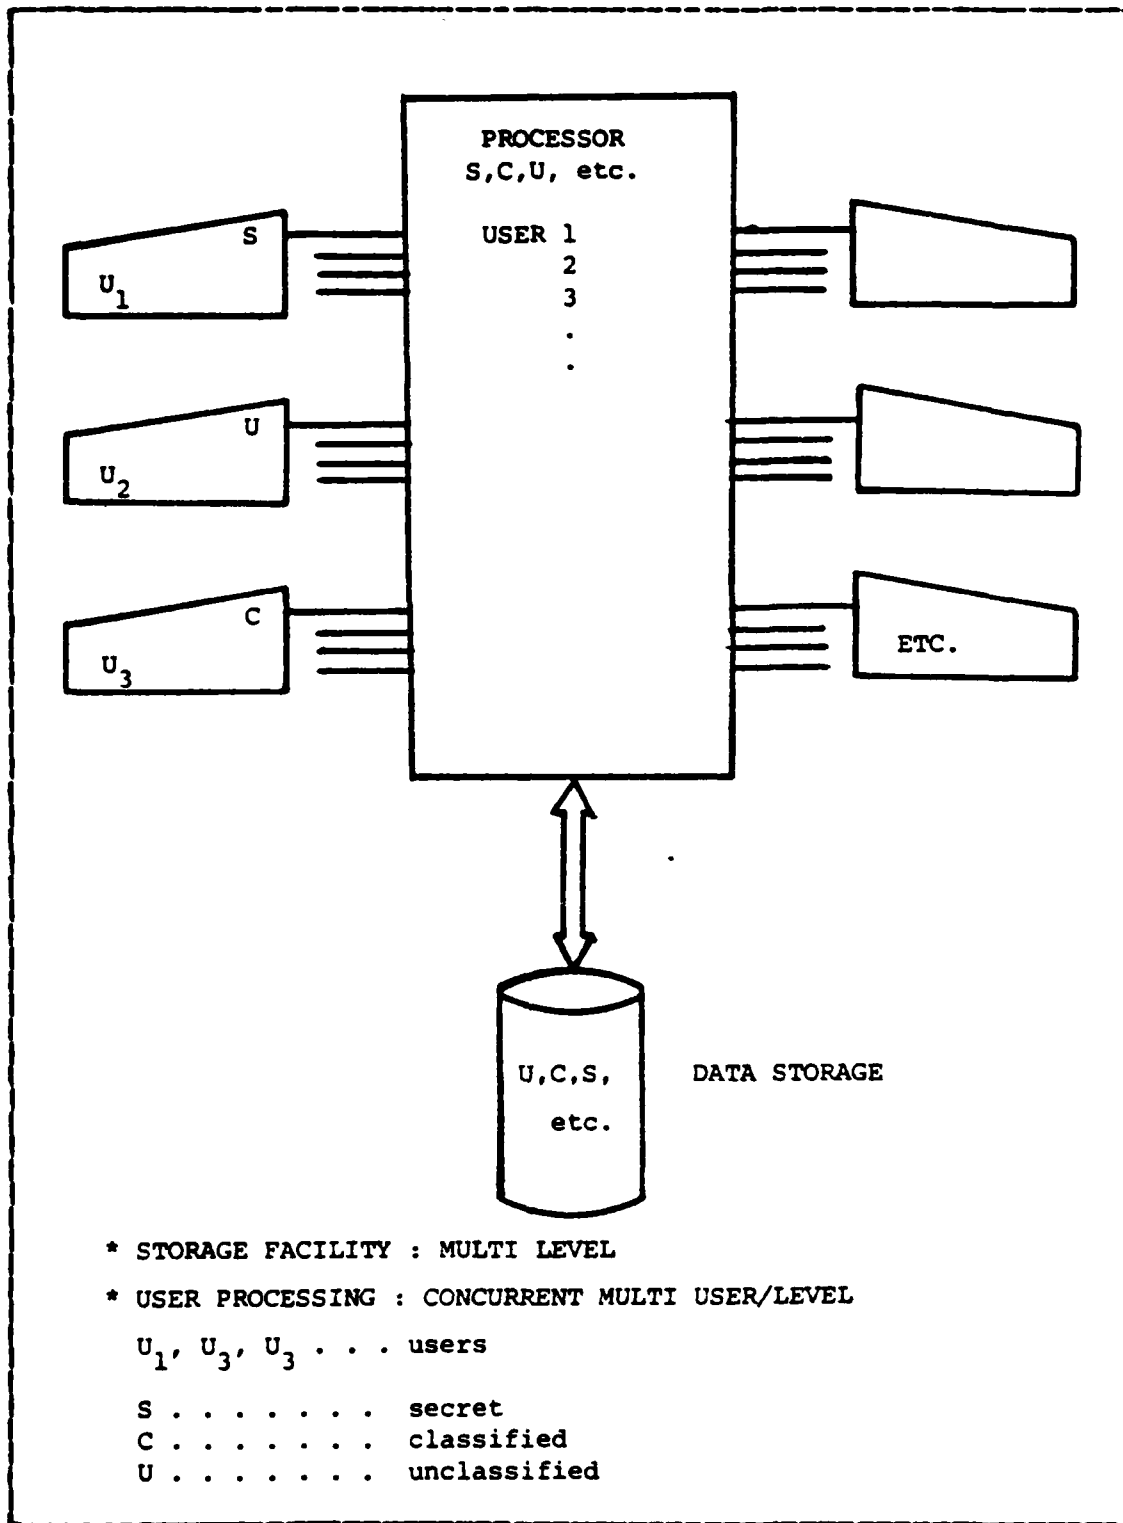 PROCESSOR
S,C,U, etc.
USER 1
2
3
.
.
S
U1
U
U2
C
U3
ETC.
U,C,S,
etc.
DATA STORAGE
* STORAGE FACILITY : MULTI LEVEL
* USER PROCESSING : CONCURRENT MULTI USER/LEVEL
U1, U3, U3 . . . users
S . . . . . . . secret
C . . . . . . . classified
U . . . . . . . unclassified